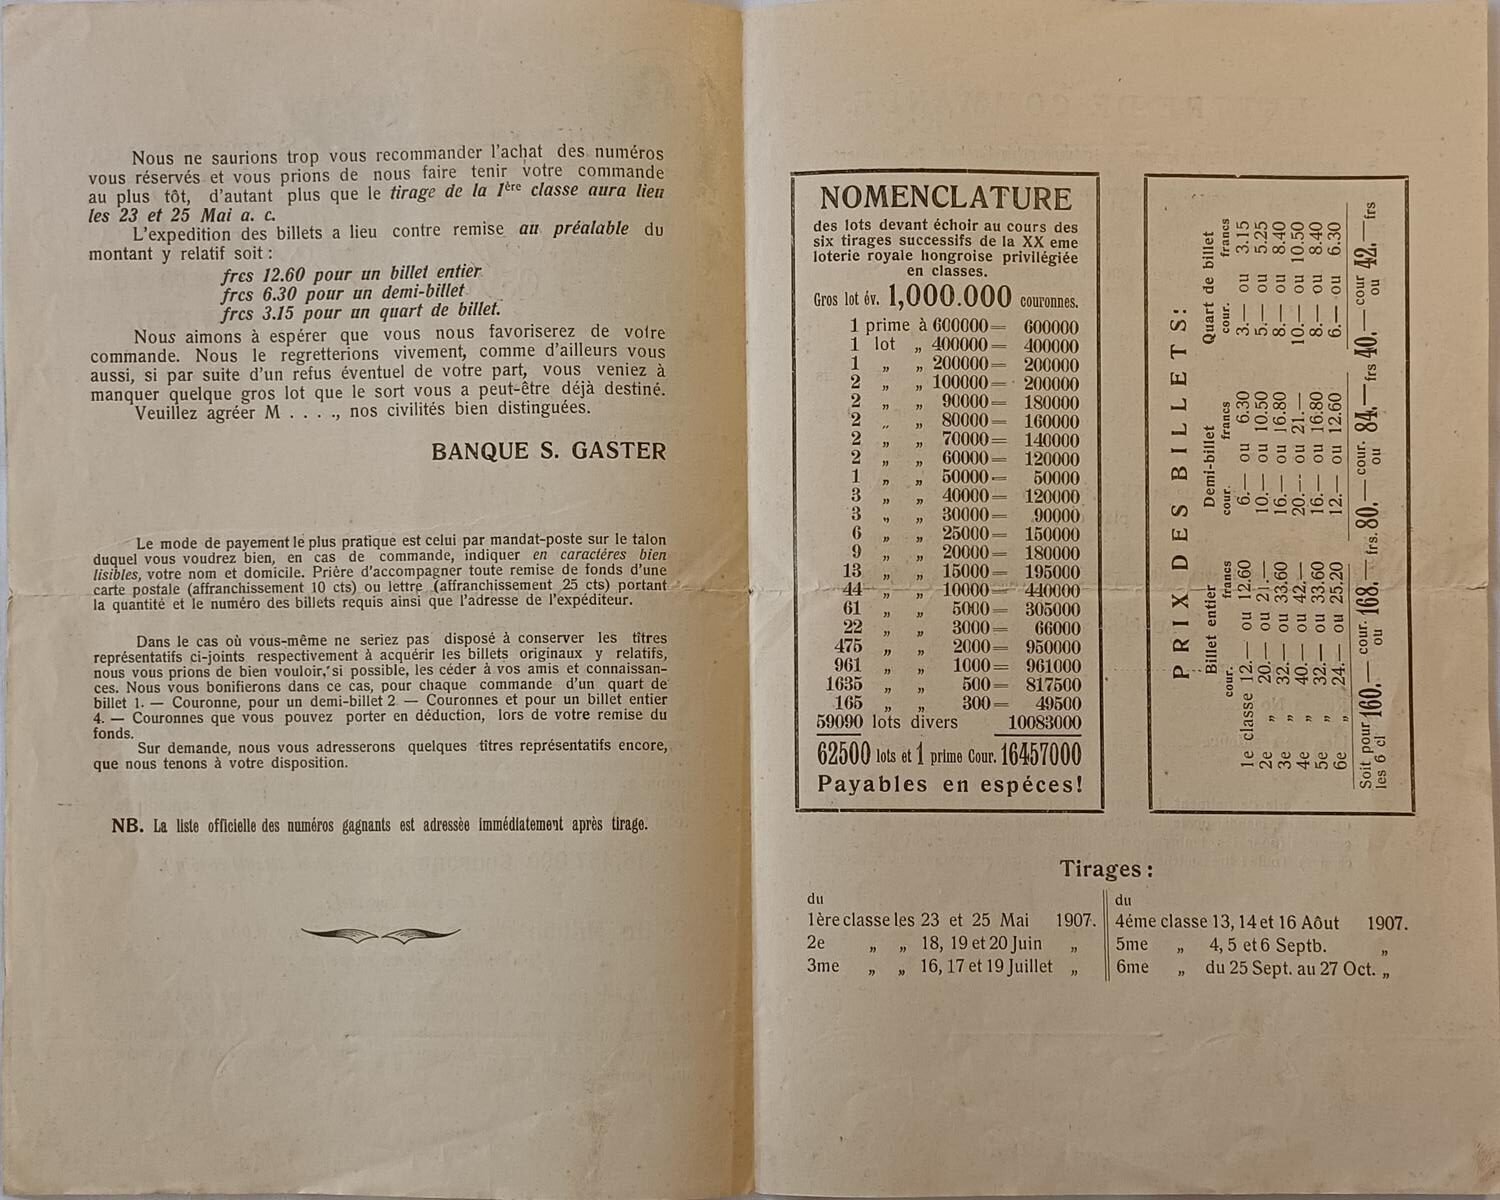 Nous ne saurions trop vous recommander l'achat des numéros
vous réservés et vous prions de nous faire tenir votre commande
au plus tôt, d'autant plus que le tirage de la 1ère classe aura lieu
les 23 et 25 Mai a. c.
L'expedition des billets a lieu contre remise au préalable du
montant y relatif soit :
frcs 12.60 pour un billet entier
frcs 6.30 pour un demi-billet
frcs 3.15 pour un quart de billet.
Nous aimons à espérer que vous nous favoriserez de votre
commande. Nous le regretterions vivement, comme d'ailleurs vous
aussi, si par suite d'un refus éventuel de votre part, vous veniez à
manquer quelque gros lot que le sort vous a peut-être déjà destiné.
Veuillez agréer M . . . ., nos civilités bien distinguées.
BANQUE S. GASTER
Le mode de payement le plus pratique est celui par mandat-poste sur le talon
duquel vous voudrez bien, en cas de commande, indiquer en caractéres bien
lisibles, votre nom et domicile. Prière d'accompagner toute remise de fonds d'une
carte postale (affranchissement 10 cts) ou lettre (affranchissement 25 cts) portant
la quantité et le numéro des billets requis ainsi que l'adresse de l'expéditeur.
Dans le cas où vous-même ne seriez pas disposé à conserver les tîtres
représentatifs ci-joints respectivement à acquérir les billets originaux y relatifs,
nous vous prions de bien vouloir, si possible, les céder à vos amis et connaissan-
ces. Nous vous bonifierons dans ce cas, pour chaque commande d'un quart de
billet 1. — Couronne, pour un demi-billet 2 — Couronnes et pour un billet entier
4. — Couronnes que vous pouvez porter en déduction, lors de votre remise du
fonds.
Sur demande, nous vous adresserons quelques tîtres représentatifs encore,
que nous tenons à votre disposition.
NB. La liste officielle des numéros gagnants est adressèe immédiatement après tirage.
NOMENCLATURE
des lots devant échoir au cours des
six tirages successifs de la XX eme
loterie royale hongroise privilégiée
en classes.
Gros lot év. 1,000.000 couronnes.
1 prime à 600000= 600000
1 lot „ 400000= 400000
1 „ „ 200000= 200000
2 „ „ 100000= 200000
2 „ „ 90000= 180000
2 „ „ 80000= 160000
2 „ „ 70000= 140000
2 „ „ 60000= 120000
1 „ „ 50000= 50000
3 „ „ 40000= 120000
3 „ „ 30000= 90000
6 „ „ 25000= 150000
9 „ „ 20000= 180000
13 „ „ 15000= 195000
44 „ „ 10000= 440000
61 „ „ 5000= 305000
22 „ „ 3000= 66000
475 „ „ 2000= 950000
961 „ „ 1000= 961000
1635 „ „ 500= 817500
165 „ „ 300= 49500
59090 lots divers 10083000
62500 lots et 1 prime Cour. 16457000
Payables en espéces!
PRIX DES BILLETS:
Billet entier Demi-billet Quart de billet
cour. francs cour. francs cour. francs
1e classe 12.— ou 12.60 6.— ou 6.30 3.— ou 3.15
2e „ 20.— ou 21.— 10.— ou 10.50 5.— ou 5.25
3e „ 32.— ou 33.60 16.— ou 16.80 8.— ou 8.40
4e „ 40.— ou 42.— 20.— ou 21.— 10.— ou 10.50
5e „ 32.— ou 33.60 16.— ou 16.80 8.— ou 8.40
6e „ 24.— ou 25.20 12.— ou 12.60 6.— ou 6.30
Soit pour les 6 cl 160.— cour. ou 168.— frs. 80.— cour. ou 84.— frs 40.— cour ou 42.— frs
Tirages :
du
1ère classe les 23 et 25 Mai 1907.
2e „ „ 18, 19 et 20 Juin „
3me „ „ 16, 17 et 19 Juillet „
du
4éme classe 13, 14 et 16 Aôut 1907.
5me „ 4, 5 et 6 Septb. „
6me „ du 25 Sept. au 27 Oct. „